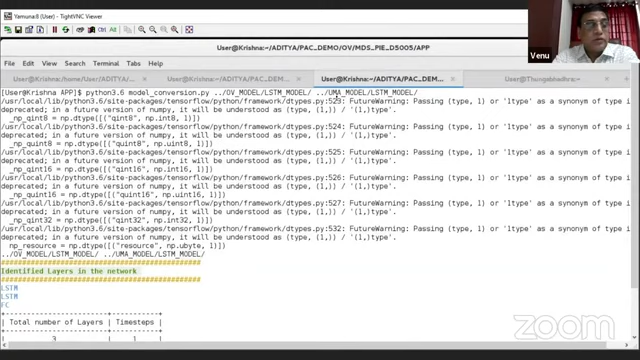 Yamuna:8 (User) - TightVNC Viewer
User@Krishna:~/ADITYA/PAC_DEMO/OV/MDS_PIE_D5005/APP
File Edit View Search Terminal Tabs Help
User@Krishna:/home/User/ADITYA...
User@Krishna:~/ADITYA/PAC_DEM...
User@Krishna:~/ADITYA/PAC_DEM...
User@Thungabhadra:~
[User@Krishna APP]$ python3.6 model_conversion.py ../OV_MODEL/LSTM_MODEL/ ../UMA_MODEL/LSTM_MODEL/
/usr/local/lib/python3.6/site-packages/tensorflow/python/framework/dtypes.py:523: FutureWarning: Passing (type, 1) or '1type' as a synonym of type i
deprecated; in a future version of numpy, it will be understood as (type, (1,)) / '(1,)type'.
_np_qint8 = np.dtype([("qint8", np.int8, 1)])
/usr/local/lib/python3.6/site-packages/tensorflow/python/framework/dtypes.py:524: FutureWarning: Passing (type, 1) or '1type' as a synonym of type i
deprecated; in a future version of numpy, it will be understood as (type, (1,)) / '(1,)type'.
_np_quint8 = np.dtype([("quint8", np.uint8, 1)])
/usr/local/lib/python3.6/site-packages/tensorflow/python/framework/dtypes.py:525: FutureWarning: Passing (type, 1) or '1type' as a synonym of type i
deprecated; in a future version of numpy, it will be understood as (type, (1,)) / '(1,)type'.
_np_qint16 = np.dtype([("qint16", np.int16, 1)])
/usr/local/lib/python3.6/site-packages/tensorflow/python/framework/dtypes.py:526: FutureWarning: Passing (type, 1) or '1type' as a synonym of type i
deprecated; in a future version of numpy, it will be understood as (type, (1,)) / '(1,)type'.
_np_quint16 = np.dtype([("quint16", np.uint16, 1)])
/usr/local/lib/python3.6/site-packages/tensorflow/python/framework/dtypes.py:527: FutureWarning: Passing (type, 1) or '1type' as a synonym of type i
deprecated; in a future version of numpy, it will be understood as (type, (1,)) / '(1,)type'.
_np_qint32 = np.dtype([("qint32", np.int32, 1)])
/usr/local/lib/python3.6/site-packages/tensorflow/python/framework/dtypes.py:532: FutureWarning: Passing (type, 1) or '1type' as a synonym of type i
deprecated; in a future version of numpy, it will be understood as (type, (1,)) / '(1,)type'.
np_resource = np.dtype([("resource", np.ubyte, 1)])
../OV_MODEL/LSTM_MODEL/ ../UMA_MODEL/LSTM_MODEL/
##############################################
Identified Layers in the network
##############################################
LSTM
LSTM
FC
+------------------------+-----------+
| Total number of Layers | Timesteps |
+------------------------+-----------+
| 3 | 1 |
Venu
zoom